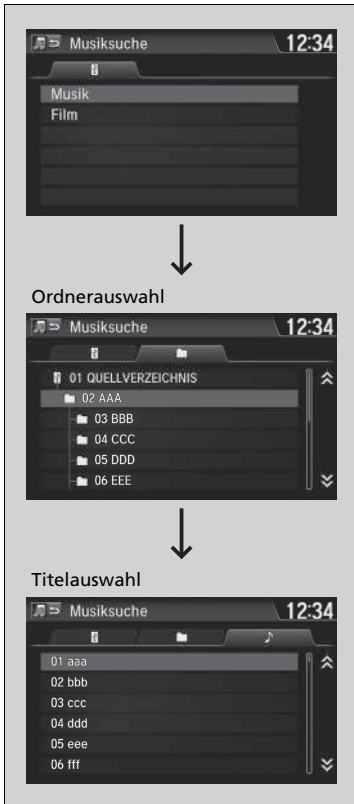 Musiksuche 12:34
Musik
Film
Ordnerauswahl
Musiksuche 12:34
01 QUELLVERZEICHNIS
02 AAA
03 BBB
04 CCC
05 DDD
06 EEE
Titelauswahl
Musiksuche 12:34
01 aaa
02 bbb
03 ccc
04 ddd
05 eee
06 fff